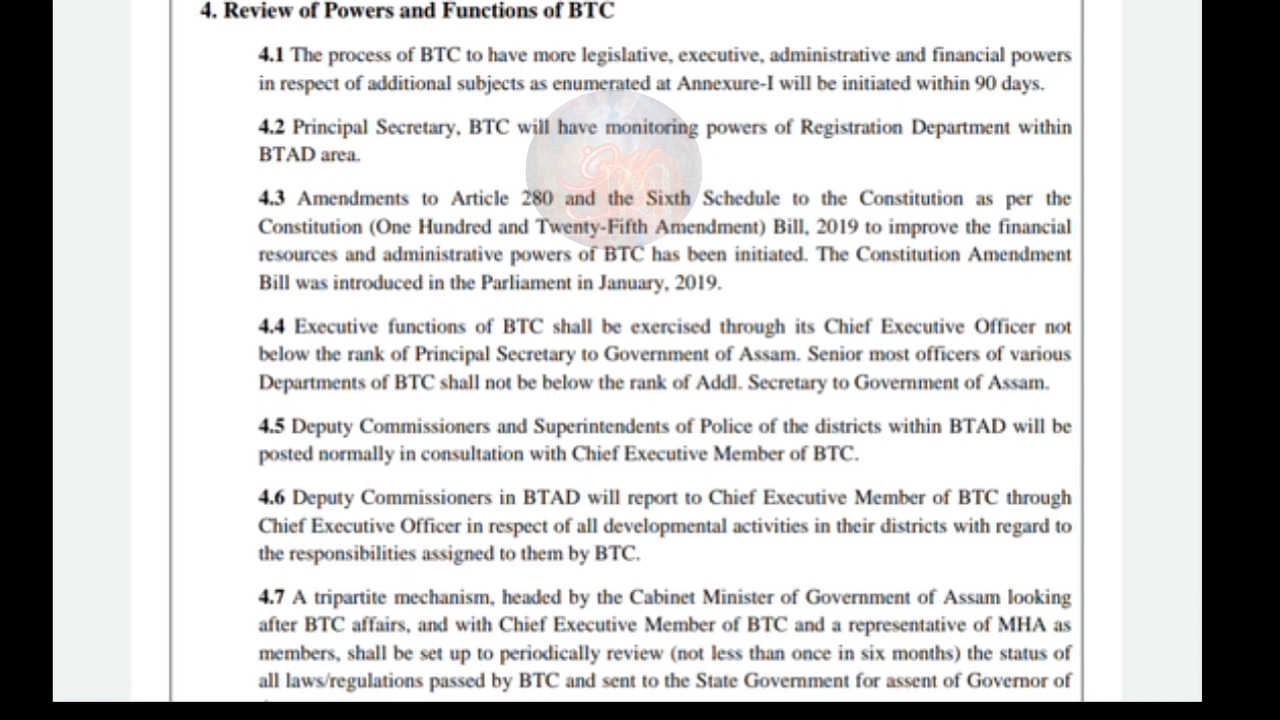 4. Review of Powers and Functions of BTC
4.1 The process of BTC to have more legislative, executive, administrative and financial powers
in respect of additional subjects as enumerated at Annexure-I will be initiated within 90 days.
4.2 Principal Secretary, BTC will have monitoring powers of Registration Department within
BTAD area.
4.3 Amendments to Article 280 and the Sixth Schedule to the Constitution as per the
Constitution (One Hundred and Twenty-Fifth Amendment) Bill, 2019 to improve the financial
resources and administrative powers of BTC has been initiated. The Constitution Amendment
Bill was introduced in the Parliament in January, 2019.
4.4 Executive functions of BTC shall be exercised through its Chief Executive Officer not
below the rank of Principal Secretary to Government of Assam. Senior most officers of various
Departments of BTC shall not be below the rank of Addl. Secretary to Government of Assam.
4.5 Deputy Commissioners and Superintendents of Police of the districts within BTAD will be
posted normally in consultation with Chief Executive Member of BTC.
4.6 Deputy Commissioners in BTAD will report to Chief Executive Member of BTC through
Chief Executive Officer in respect of all developmental activities in their districts with regard to
the responsibilities assigned to them by BTC.
4.7 A tripartite mechanism, headed by the Cabinet Minister of Government of Assam looking
after BTC affairs, and with Chief Executive Member of BTC and a representative of MHA as
members, shall be set up to periodically review (not less than once in six months) the status of
all laws/regulations passed by BTC and sent to the State Government for assent of Governor of